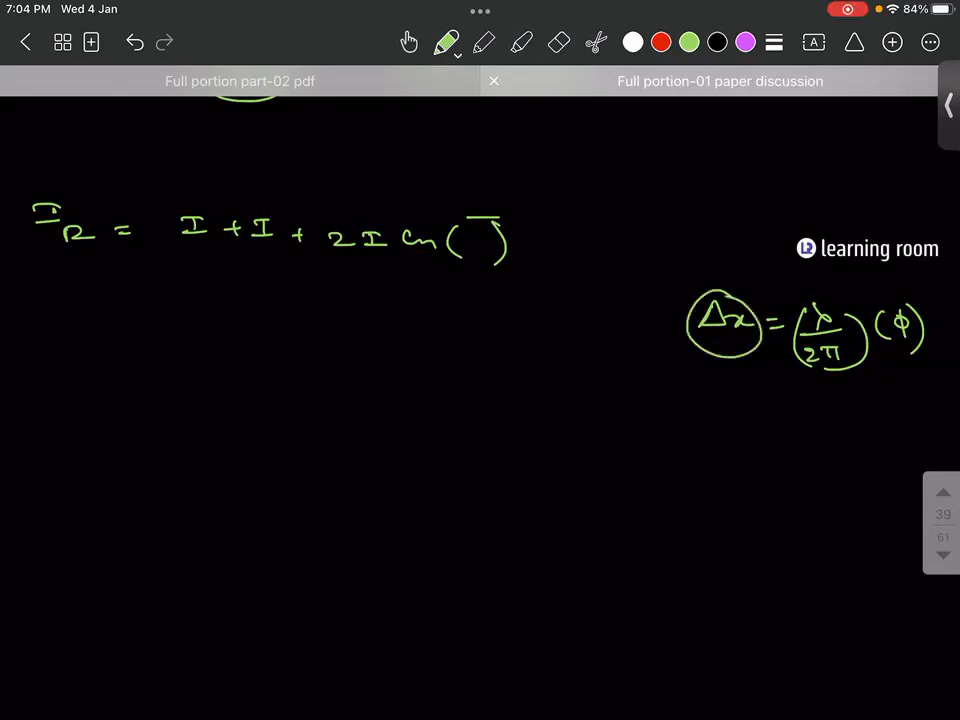 7:04 PM Wed 4 Jan
84%
Full portion part-02 pdf
Full portion-01 paper discussion
I_R = I + I + 2I cos( )
learning room
Δx = (λ/2π)(ϕ)
39
61